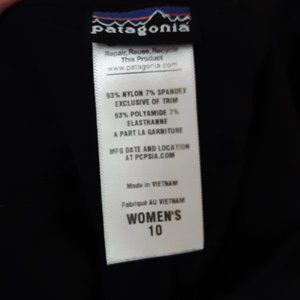 patagonia
Repair, Reuse, Recycle
This Product
www.patagonia.com
93% NYLON 7% SPANDEX
EXCLUSIVE OF TRIM
93% POLYAMIDE 7%
ELASTHANNE
A PART LA GARNITURE
MFG DATE AND LOCATION
AT PCPSIA.COM
Made in VIETNAM
Fabriqué AU VIETNAM
WOMEN'S
10